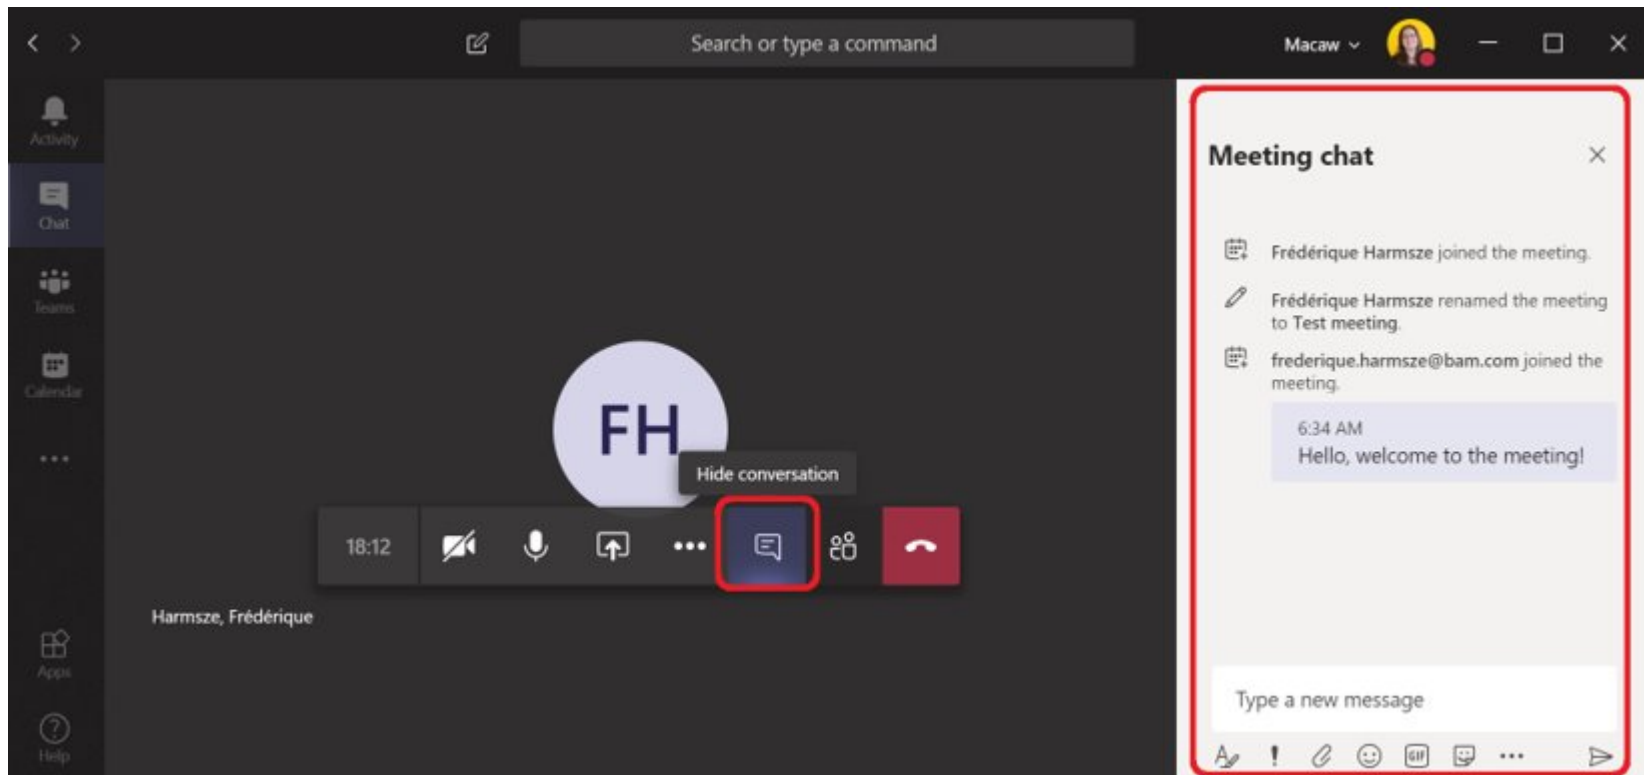 Search or type a command
Macaw
Activity
Chat
Teams
Calendar
Apps
Help
FH
Hide conversation
18:12
Harmsze, Frédérique
Meeting chat
Frédérique Harmsze joined the meeting.
Frédérique Harmsze renamed the meeting
to Test meeting.
frederique.harmsze@bam.com joined the
meeting.
6:34 AM
Hello, welcome to the meeting!
Type a new message
GIF